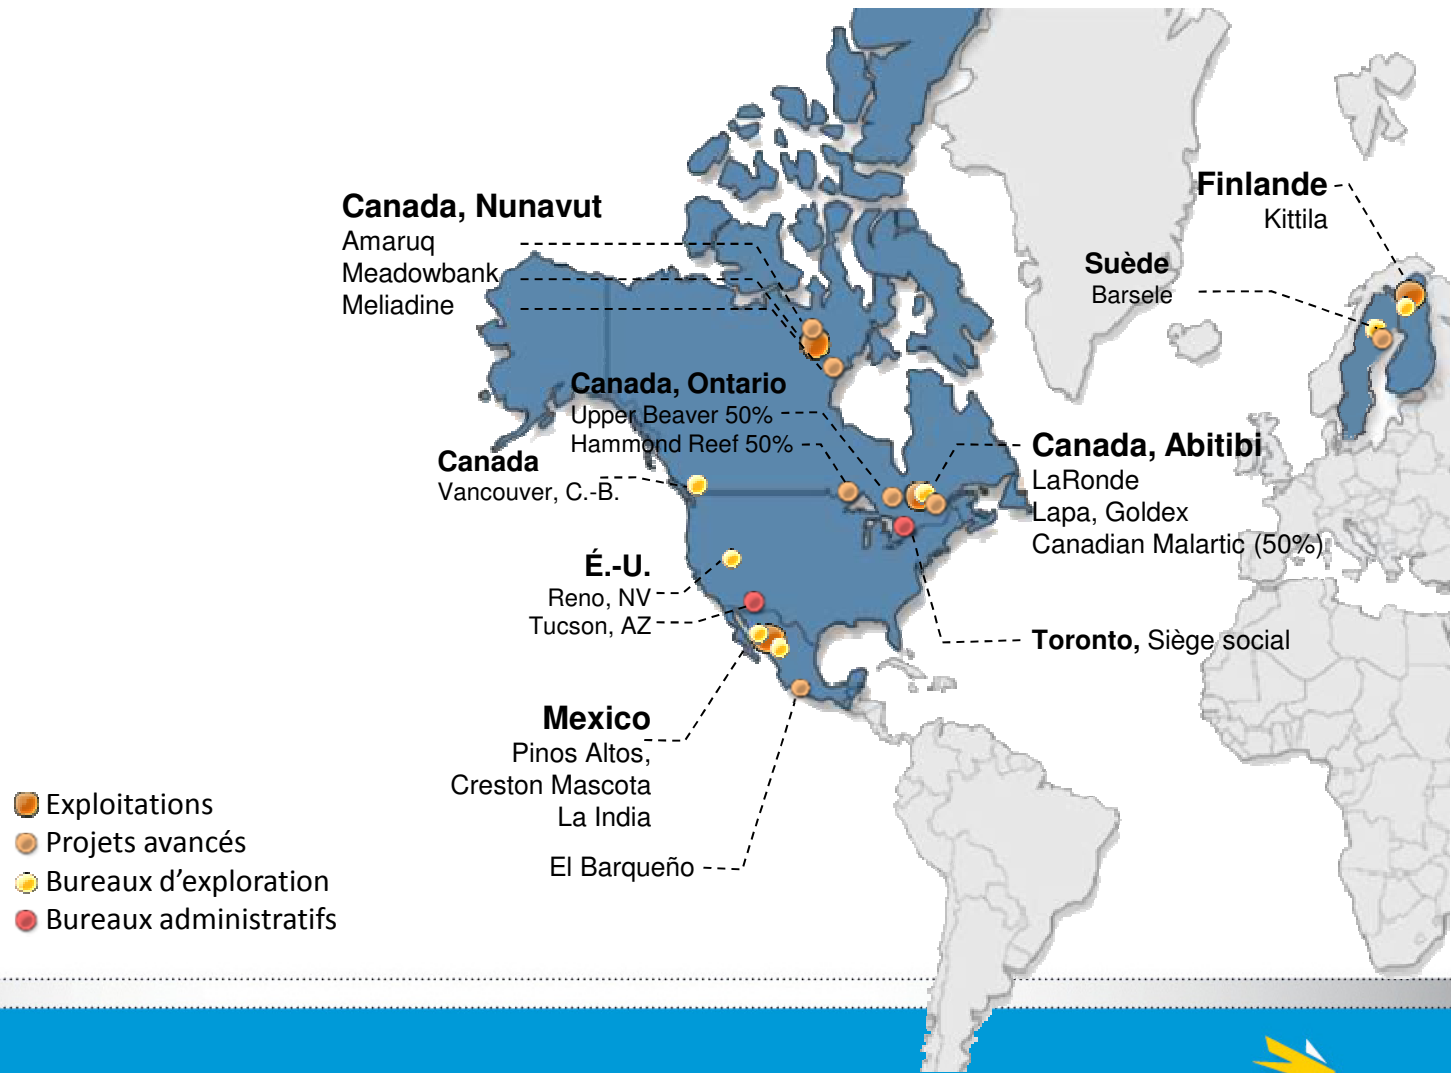 Canada, Nunavut
Amaruq
Meadowbank
Meliadine
Finlande
Kittila
Suède
Barsele
Canada, Ontario
Upper Beaver 50%
Hammond Reef 50%
Canada
Vancouver, C.-B.
Canada, Abitibi
LaRonde
Lapa, Goldex
Canadian Malartic (50%)
É.-U.
Reno, NV
Tucson, AZ
Toronto, Siège social
Mexico
Pinos Altos,
Creston Mascota
La India
El Barqueño
Exploitations
Projets avancés
Bureaux d'exploration
Bureaux administratifs